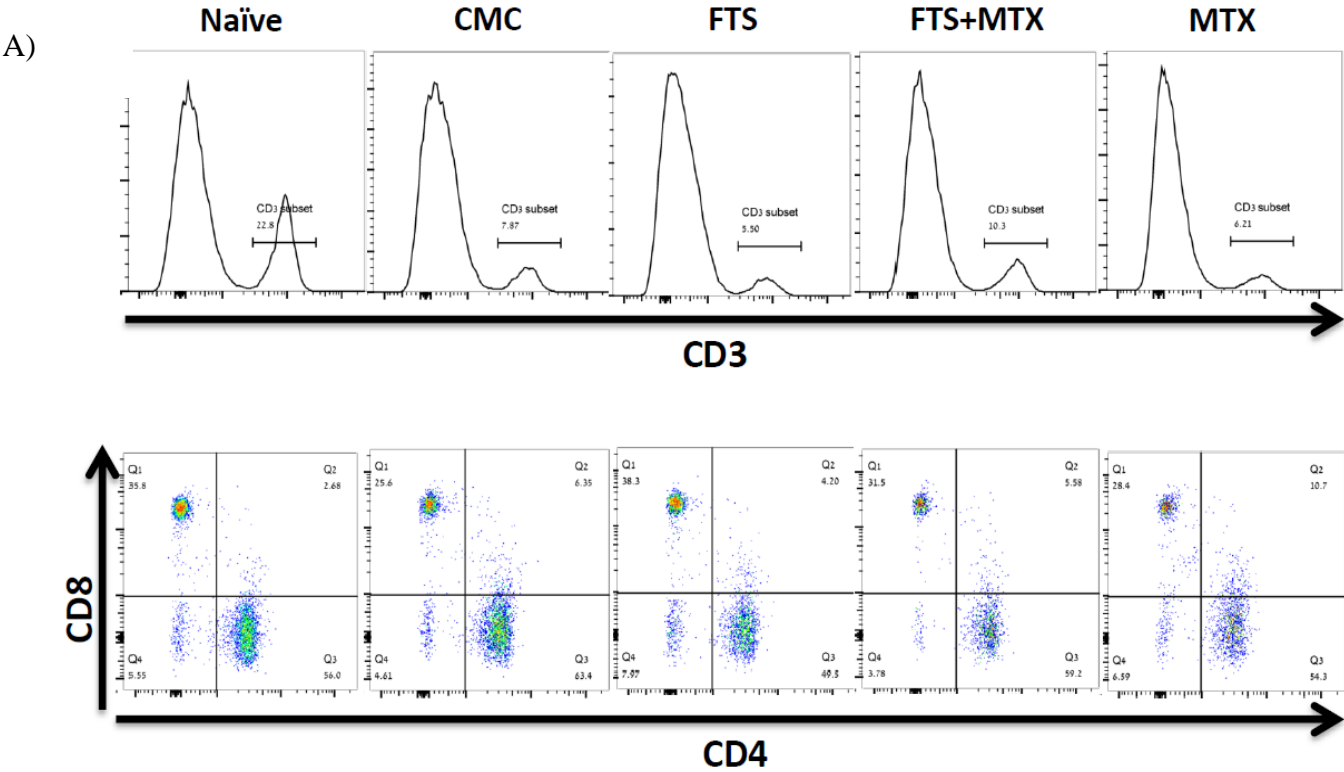 A)
Naïve CMC FTS FTS+MTX MTX
CD3 subset CD3 subset CD3 subset CD3 subset CD3 subset
22.8 7.87 5.50 10.3 6.21
CD3
Q1 Q2 Q1 Q2 Q1 Q2 Q1 Q2 Q1 Q2
35.8 2.68 25.6 6.35 38.3 4.20 31.5 5.58 28.4 10.7
CD8
Q4 Q3 Q4 Q3 Q4 Q3 Q4 Q3 Q4 Q3
5.55 56.0 4.61 63.4 7.97 49.5 3.78 59.2 6.59 54.3
CD4